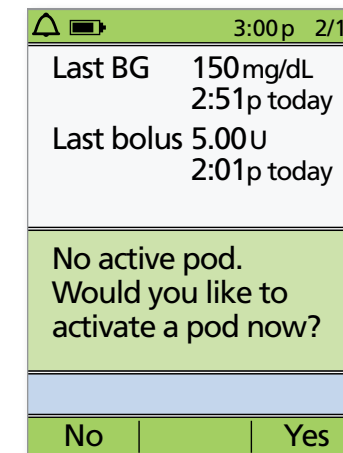 3:00p 2/1
Last BG 150mg/dL
2:51p today
Last bolus 5.00U
2:01p today
No active pod.
Would you like to
activate a pod now?
No Yes